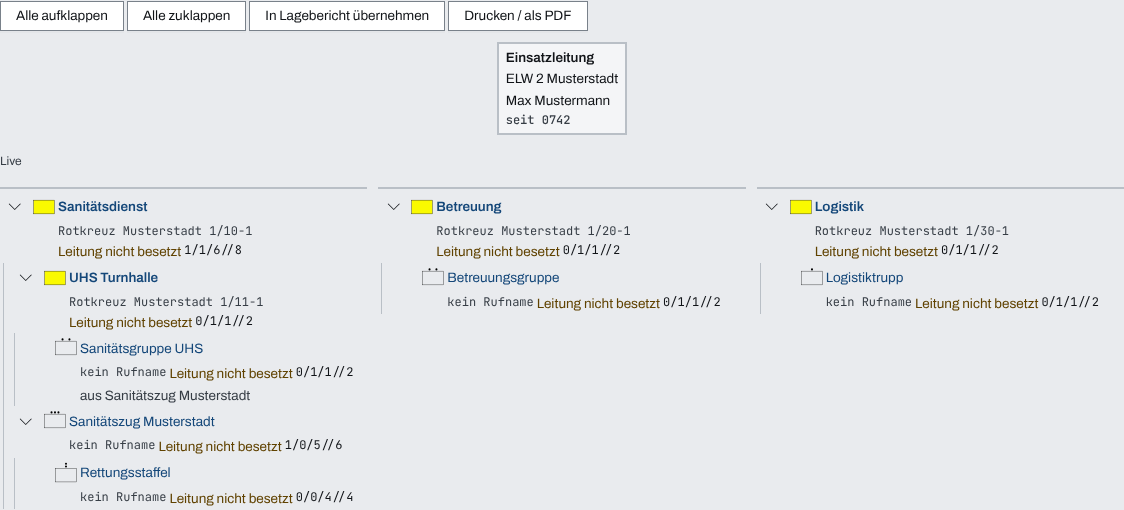 Alle aufklappen
Alle zuklappen
In Lagebericht übernehmen
Drucken / als PDF
Einsatzleitung
ELW 2 Musterstadt
Max Mustermann
seit 0742
Live
Sanitätsdienst
Rotkreuz Musterstadt 1/10-1
Leitung nicht besetzt 1/1/6//8
UHS Turnhalle
Rotkreuz Musterstadt 1/11-1
Leitung nicht besetzt 0/1/1//2
Sanitätsgruppe UHS
kein Rufname Leitung nicht besetzt 0/1/1//2
aus Sanitätszug Musterstadt
Sanitätszug Musterstadt
kein Rufname Leitung nicht besetzt 1/0/5//6
Rettungsstaffel
kein Rufname Leitung nicht besetzt 0/0/4//4
Betreuung
Rotkreuz Musterstadt 1/20-1
Leitung nicht besetzt 0/1/1//2
Betreuungsgruppe
kein Rufname Leitung nicht besetzt 0/1/1//2
Logistik
Rotkreuz Musterstadt 1/30-1
Leitung nicht besetzt 0/1/1//2
Logistiktrupp
kein Rufname Leitung nicht besetzt 0/1/1//2